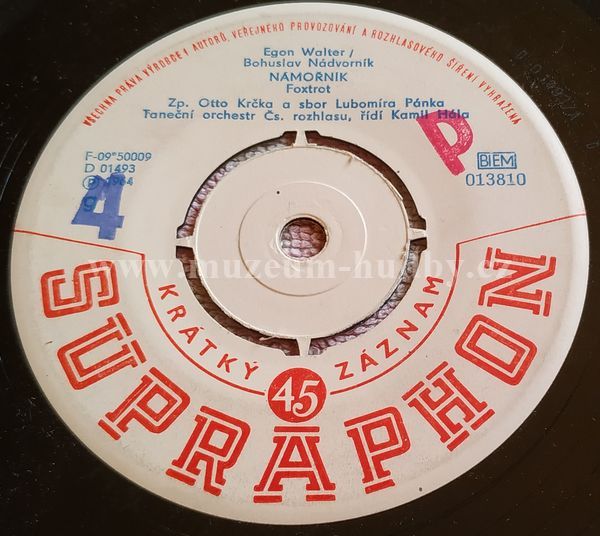 VŠECHNA PRÁVA VÝROBCE I AUTORŮ, VEŘEJNÉHO PROVOZOVÁNÍ A ROZHLASOVÉHO ŠÍŘENÍ VYHRAŽENA
Egon Walter /
Bohuslav Nádvorník
NÁMOŘNÍK
Foxtrot
Zp. Otto Krčka a sbor Lubomíra Pánka
Taneční orchestr Čs. rozhlasu, řídí Kamil Hála
F-09*50009
D 01493
Ⓟ 1964
9
4
P
BIEM
013810
www.muzeum-hudby.cz
KRÁTKÝ 45 ZÁZNAM
SUPRAPHON